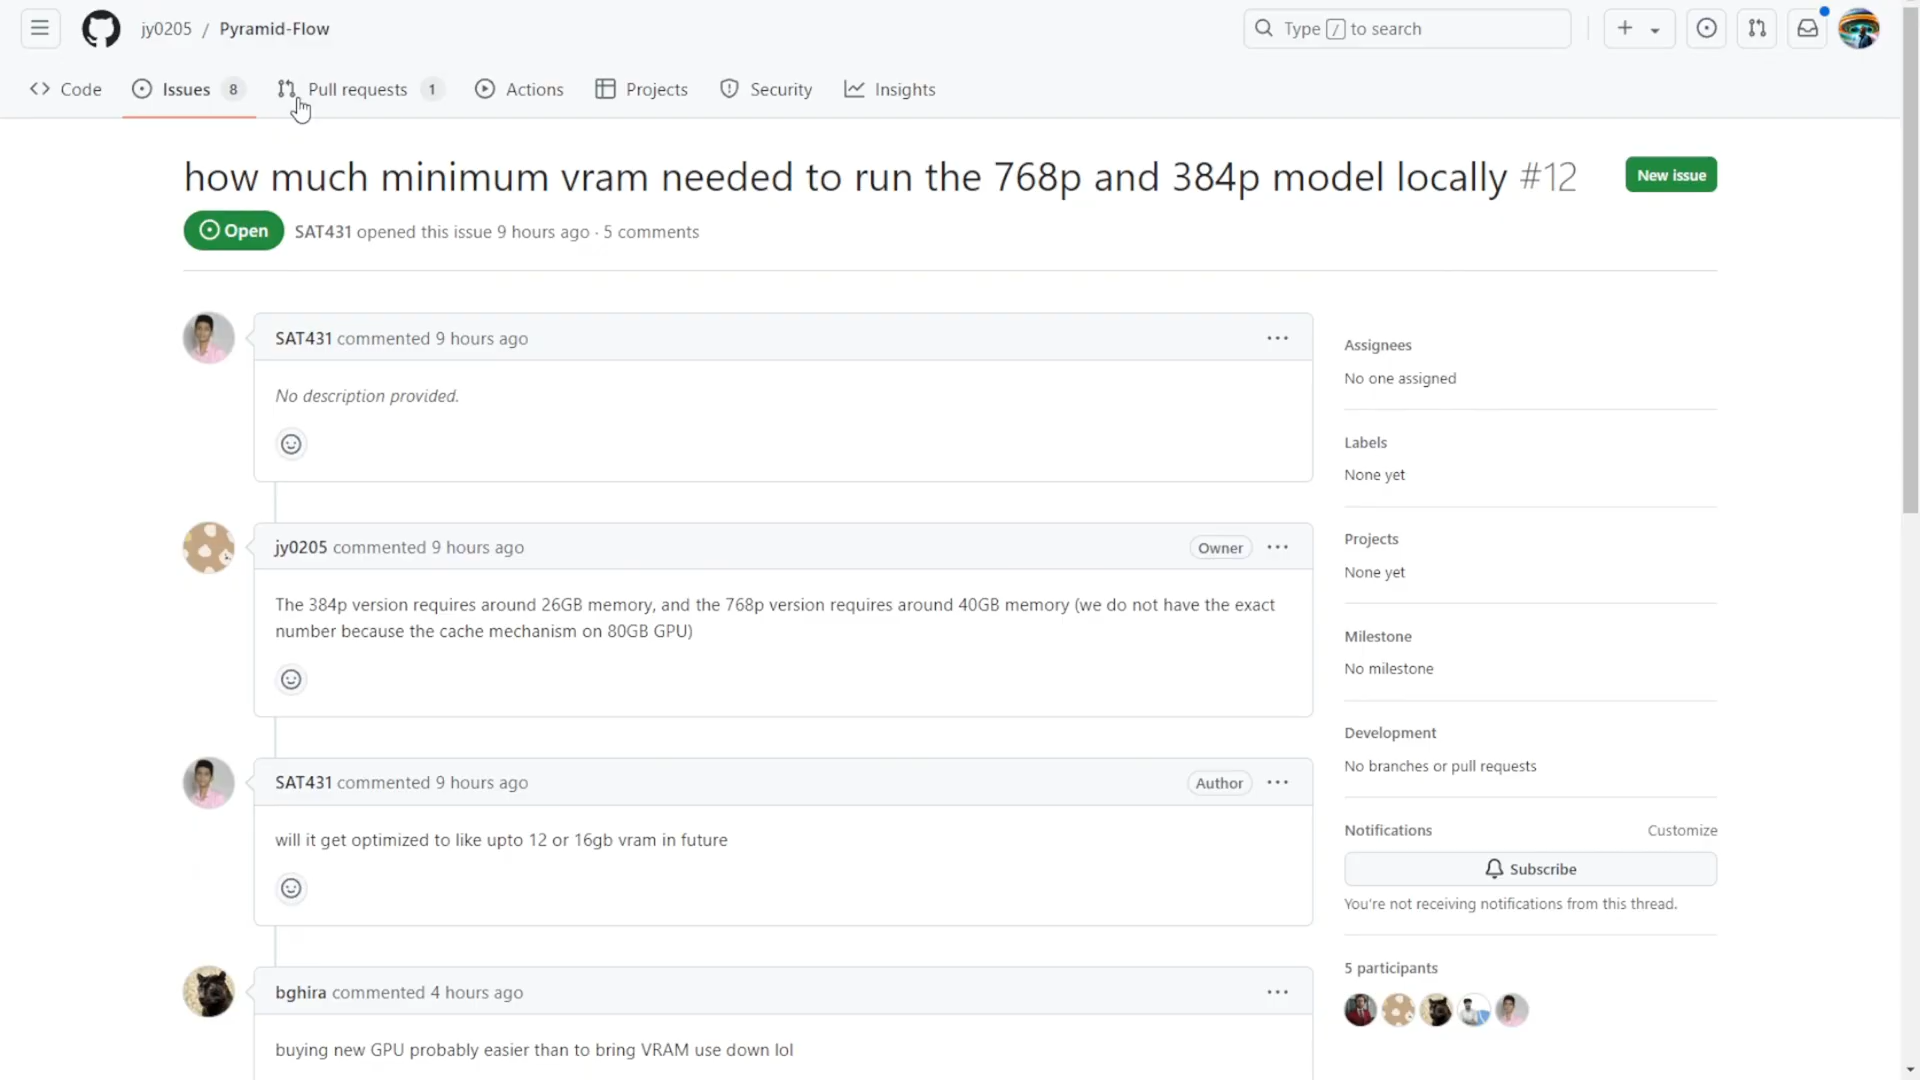 jy0205 / Pyramid-Flow
Type / to search
Code
Issues 8
Pull requests 1
Actions
Projects
Security
Insights
how much minimum vram needed to run the 768p and 384p model locally #12
New issue
Open
SAT431 opened this issue 9 hours ago · 5 comments
SAT431 commented 9 hours ago
No description provided.
jy0205 commented 9 hours ago
Owner
The 384p version requires around 26GB memory, and the 768p version requires around 40GB memory (we do not have the exact
number because the cache mechanism on 80GB GPU)
SAT431 commented 9 hours ago
Author
will it get optimized to like upto 12 or 16gb vram in future
bghira commented 4 hours ago
buying new GPU probably easier than to bring VRAM use down lol
Assignees
No one assigned
Labels
None yet
Projects
None yet
Milestone
No milestone
Development
No branches or pull requests
Notifications
Customize
Subscribe
You're not receiving notifications from this thread.
5 participants